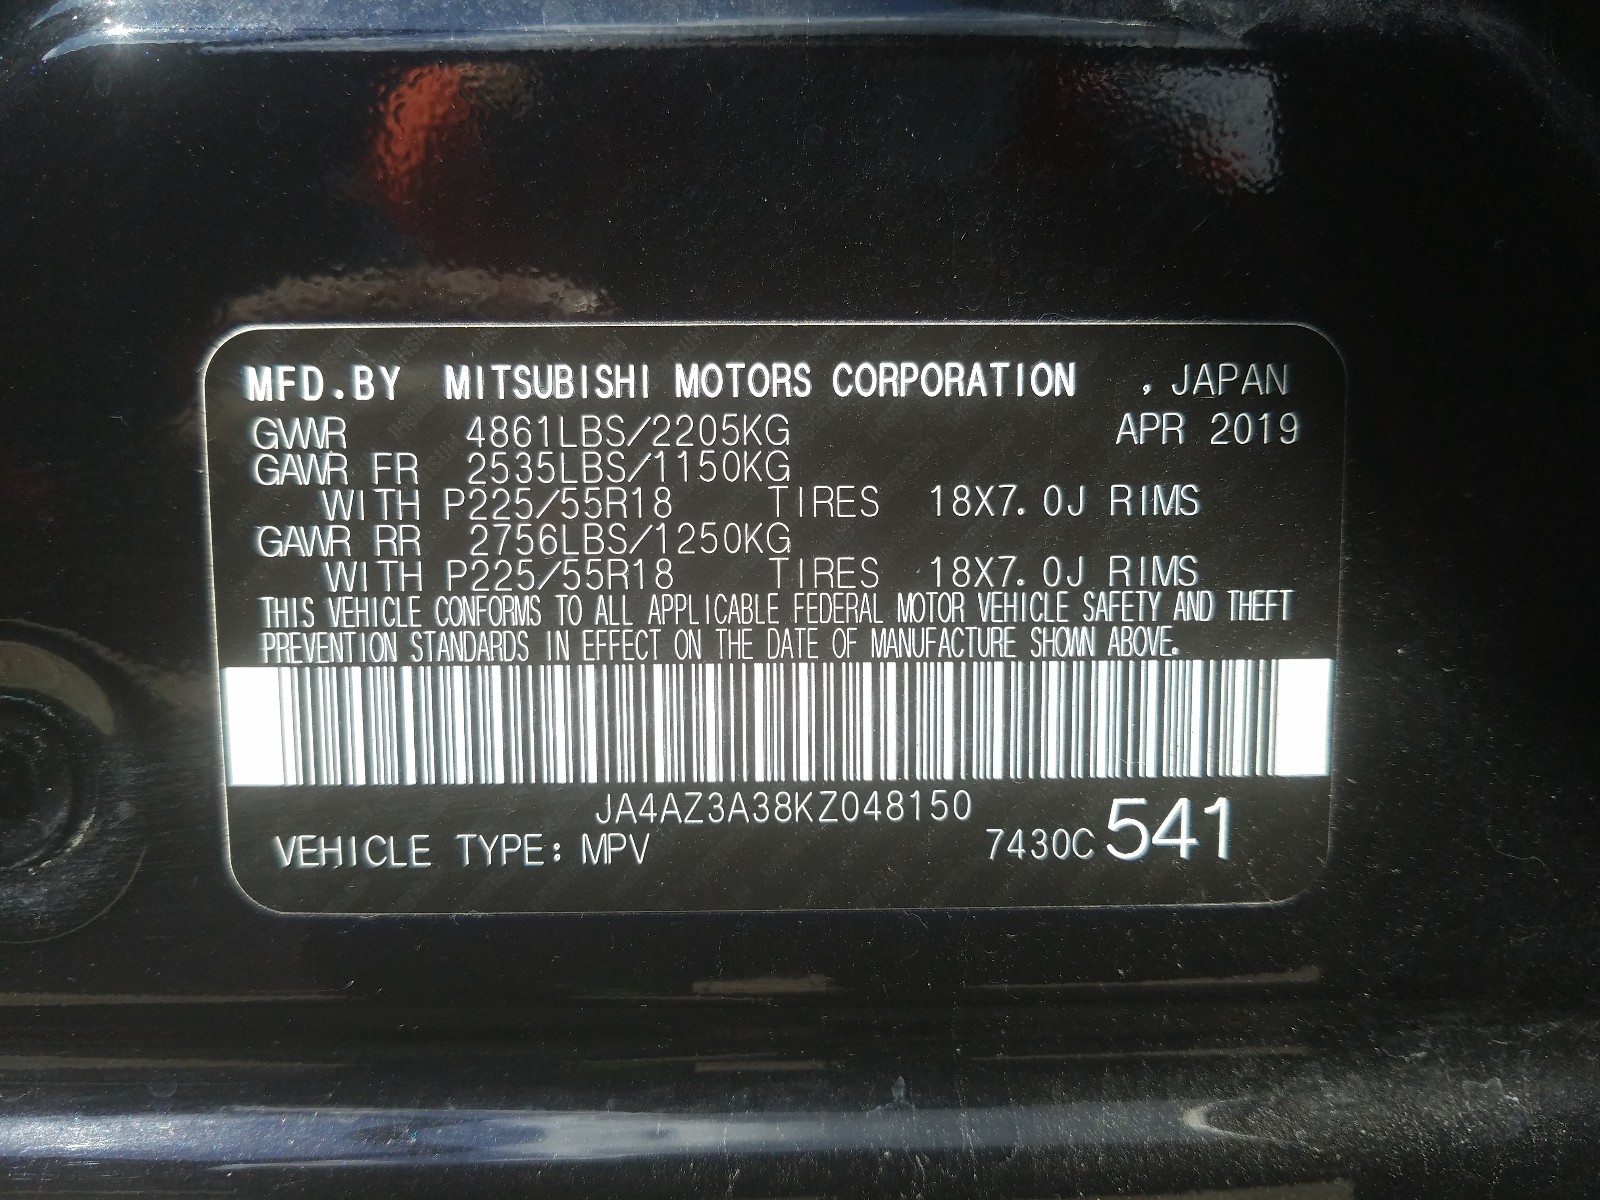 MFD.BY MITSUBISHI MOTORS CORPORATION , JAPAN
GVWR 4861LBS/2205KG APR 2019
GAWR FR 2535LBS/1150KG
WITH P225/55R18 TIRES 18X7.0J RIMS
GAWR RR 2756LBS/1250KG
WITH P225/55R18 TIRES 18X7.0J RIMS
THIS VEHICLE CONFORMS TO ALL APPLICABLE FEDERAL MOTOR VEHICLE SAFETY AND THEFT
PREVENTION STANDARDS IN EFFECT ON THE DATE OF MANUFACTURE SHOWN ABOVE.
JA4AZ3A38KZ048150
VEHICLE TYPE: MPV 7430C 541